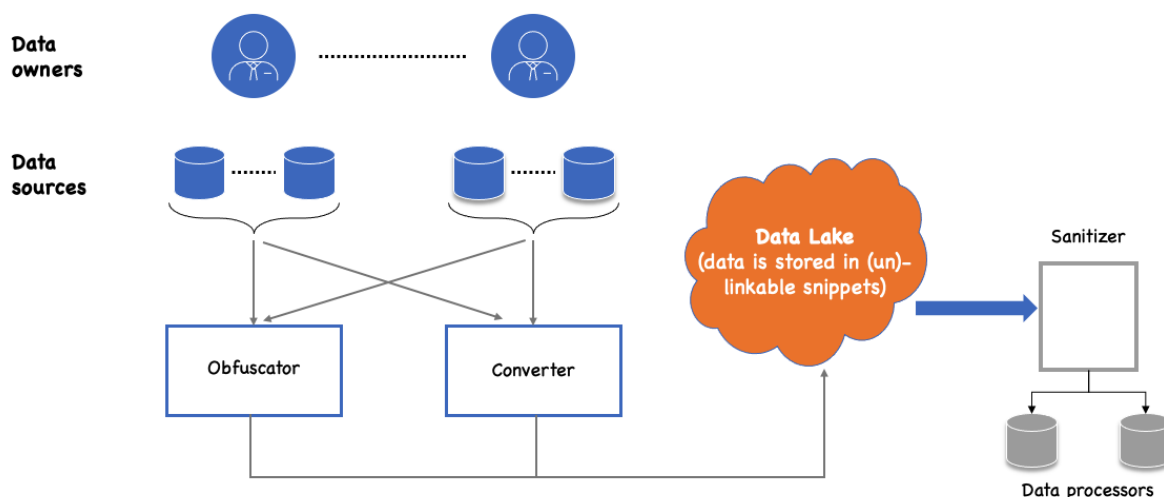 Data
owners
Data
sources
Data Lake
(data is stored in (un)-
linkable snippets)
Sanitizer
Obfuscator
Converter
Data processors